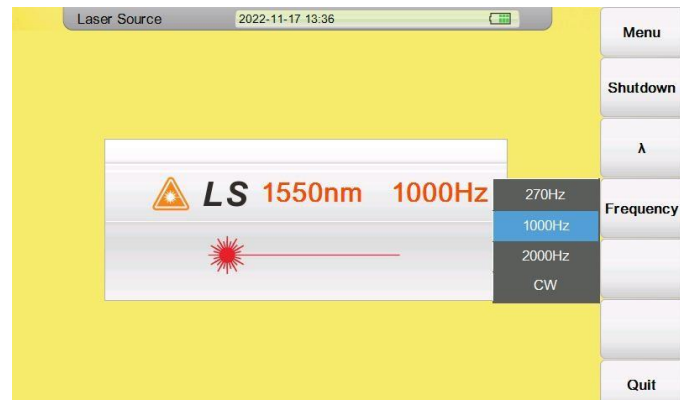 Laser Source
2022-11-17 13:36
Menu
Shutdown
λ
LS 1550nm 1000Hz
270Hz
1000Hz
2000Hz
CW
Frequency
Quit